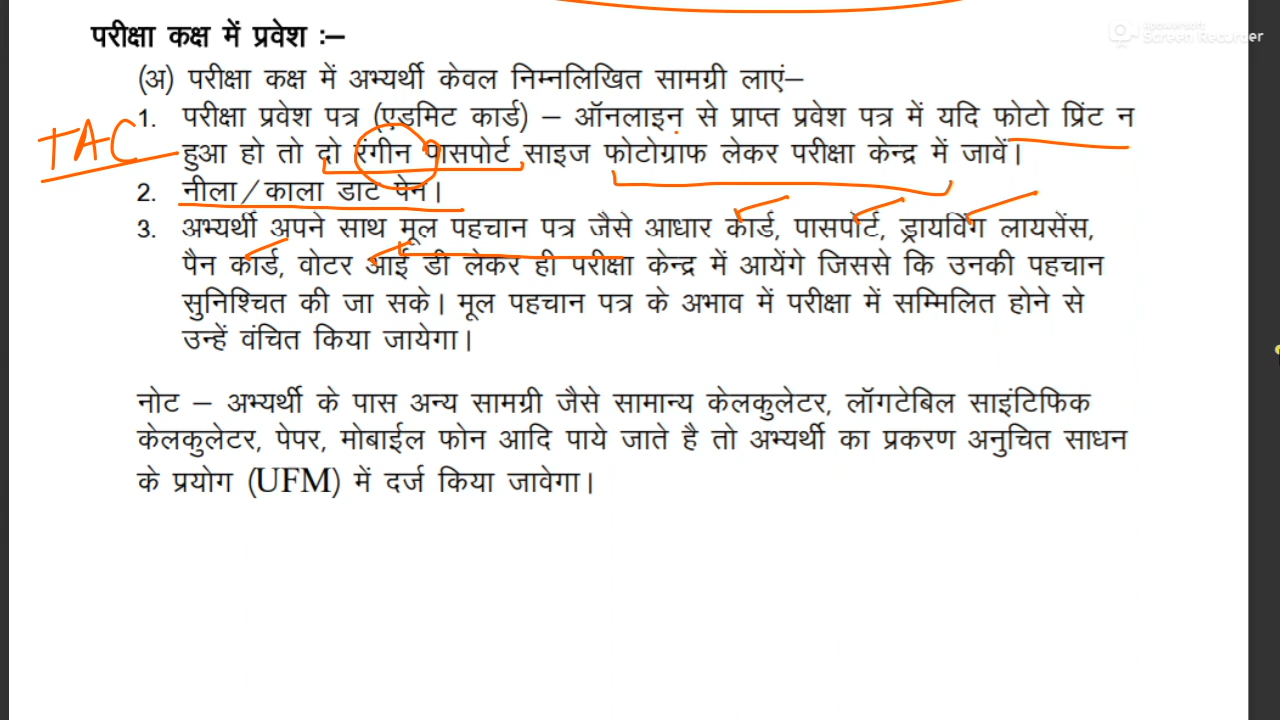 परीक्षा कक्ष में प्रवेश :–
(अ) परीक्षा कक्ष में अभ्यर्थी केवल निम्नलिखित सामग्री लाएं–
1. परीक्षा प्रवेश पत्र (एडमिट कार्ड) – ऑनलाइन से प्राप्त प्रवेश पत्र में यदि फोटो प्रिंट न
TAC
हुआ हो तो दो रंगीन पासपोर्ट साइज फोटोग्राफ लेकर परीक्षा केन्द्र में जावें।
2. नीला/काला डाट पेन।
3. अभ्यर्थी अपने साथ मूल पहचान पत्र जैसे आधार कार्ड, पासपोर्ट, ड्रायविंग लायसेंस,
पैन कार्ड, वोटर आई डी लेकर ही परीक्षा केन्द्र में आयेंगे जिससे कि उनकी पहचान
सुनिश्चित की जा सके। मूल पहचान पत्र के अभाव में परीक्षा में सम्मिलित होने से
उन्हें वंचित किया जायेगा।
नोट – अभ्यर्थी के पास अन्य सामग्री जैसे सामान्य केलकुलेटर, लॉगटेबिल साइंटिफिक
केलकुलेटर, पेपर, मोबाईल फोन आदि पाये जाते है तो अभ्यर्थी का प्रकरण अनुचित साधन
के प्रयोग (UFM) में दर्ज किया जावेगा।
apowersoft
Screen Recorder